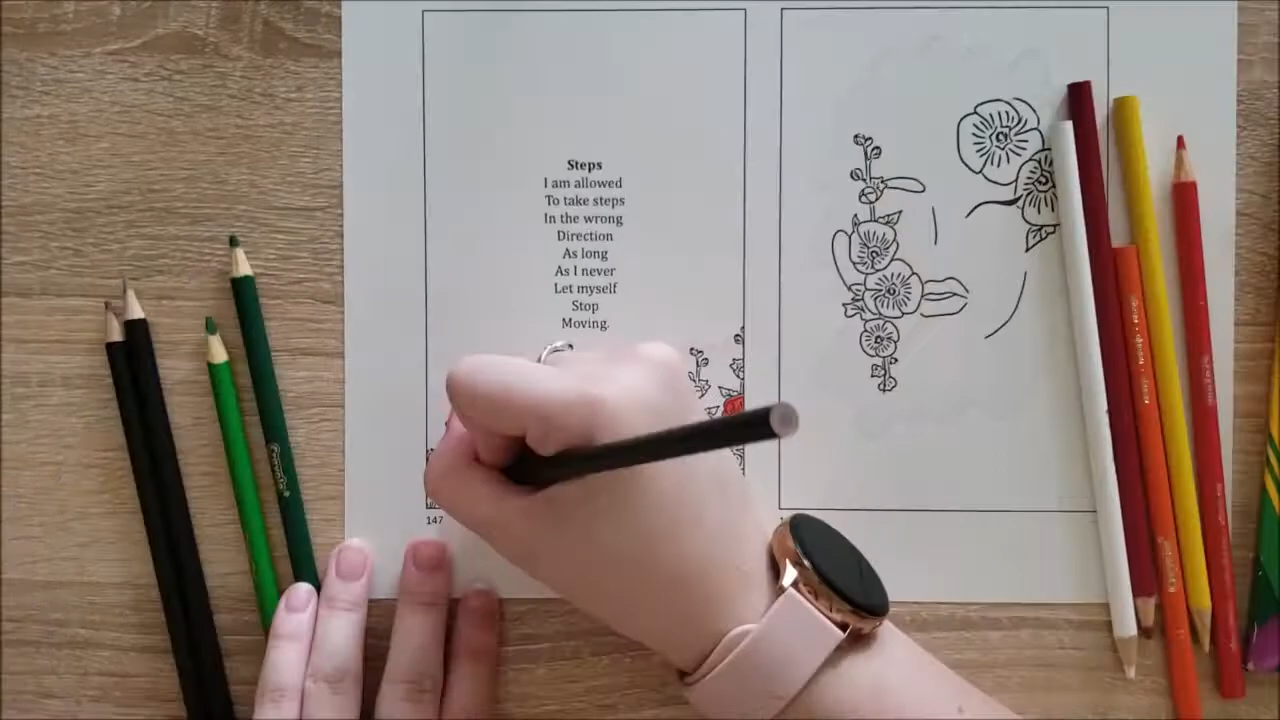 Steps
I am allowed
To take steps
In the wrong
Direction
As long
As I never
Let myself
Stop
Moving.
147
Crayola